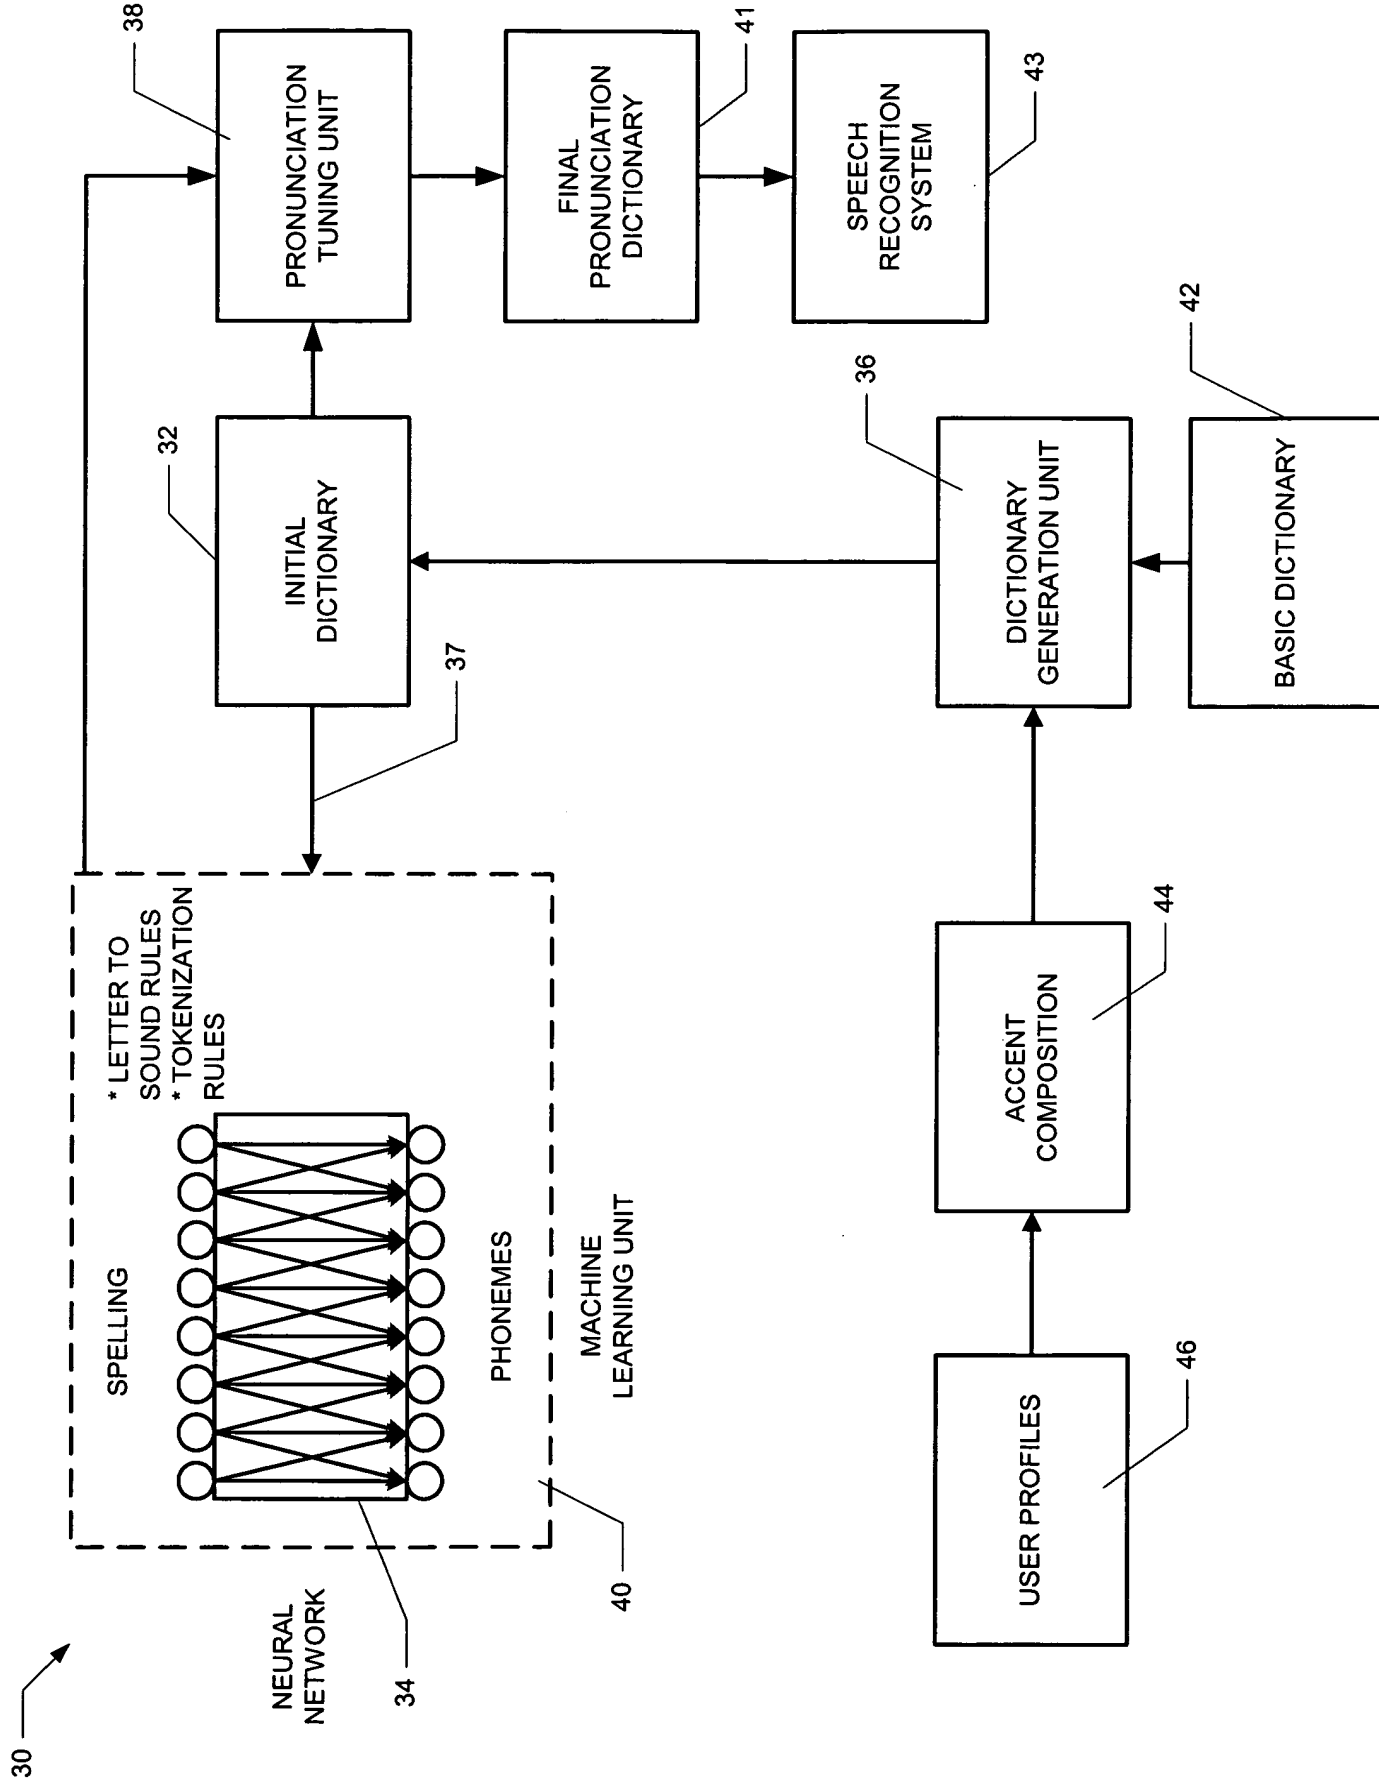 30
NEURAL
NETWORK
34
40
SPELLING
* LETTER TO
SOUND RULES
* TOKENIZATION
RULES
PHONEMES
MACHINE
LEARNING UNIT
37
32
INITIAL
DICTIONARY
38
PRONUNCIATION
TUNING UNIT
FINAL
PRONUNCIATION
DICTIONARY
41
SPEECH
RECOGNITION
SYSTEM
43
USER PROFILES
46
ACCENT
COMPOSITION
44
36
DICTIONARY
GENERATION UNIT
42
BASIC DICTIONARY